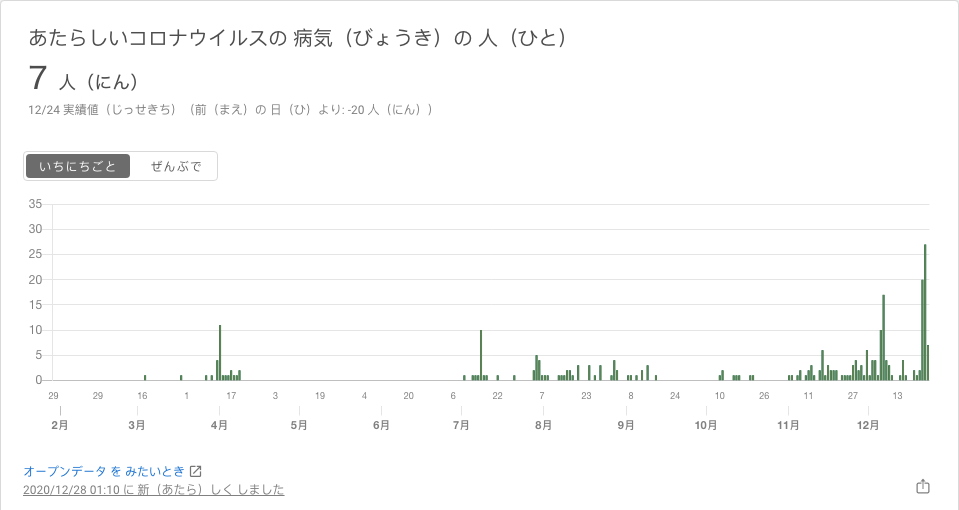 あたらしいコロナウイルスの 病気（びょうき）の 人（ひと）
7 人（にん）
12/24 実績値（じっせきち）（前（まえ）の 日（ひ）より: -20 人（にん））
いちにちごと ぜんぶで
35
30
25
20
15
10
5
0
29 29 16 1 17 3 19 4 20 6 22 7 23 8 24 10 26 11 27 13
2月 3月 4月 5月 6月 7月 8月 9月 10月 11月 12月
オープンデータ を みたいとき
2020/12/28 01:10 に 新（あたら）しく しました